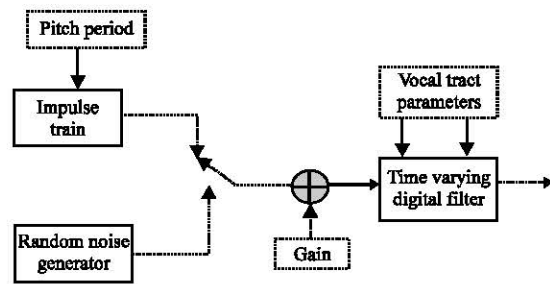 Pitch period
Impulse
train
Vocal tract
parameters
Time varying
digital filter
Random noise
generator
Gain